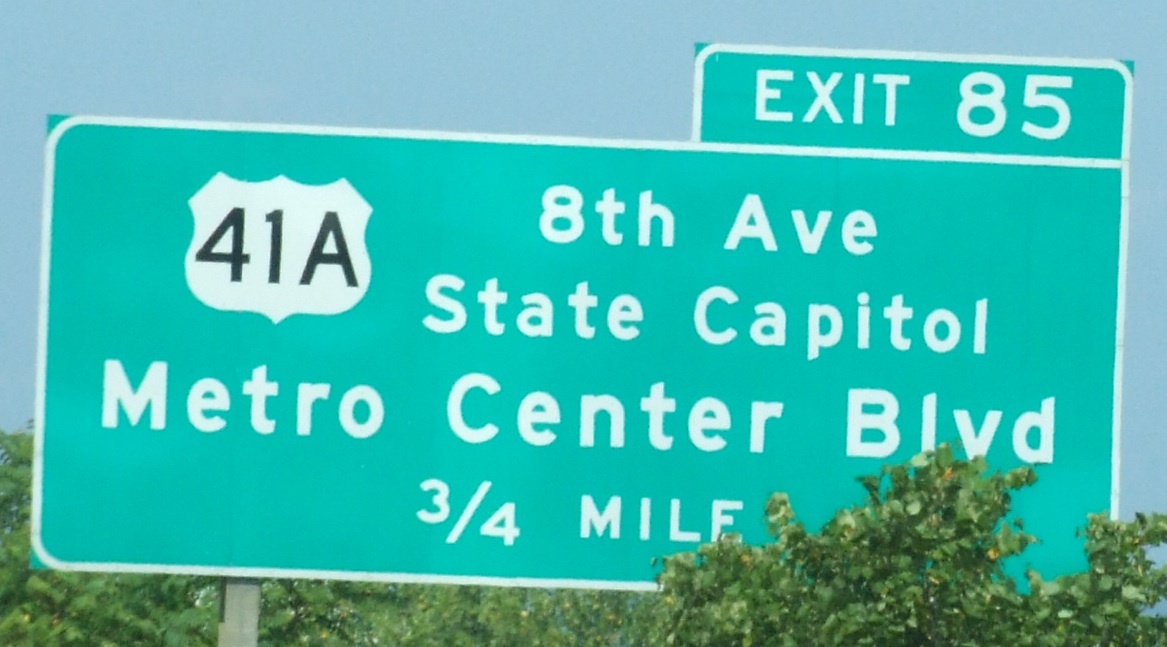 EXIT 85
41A
8th Ave
State Capitol
Metro Center Blvd
3/4 MILE